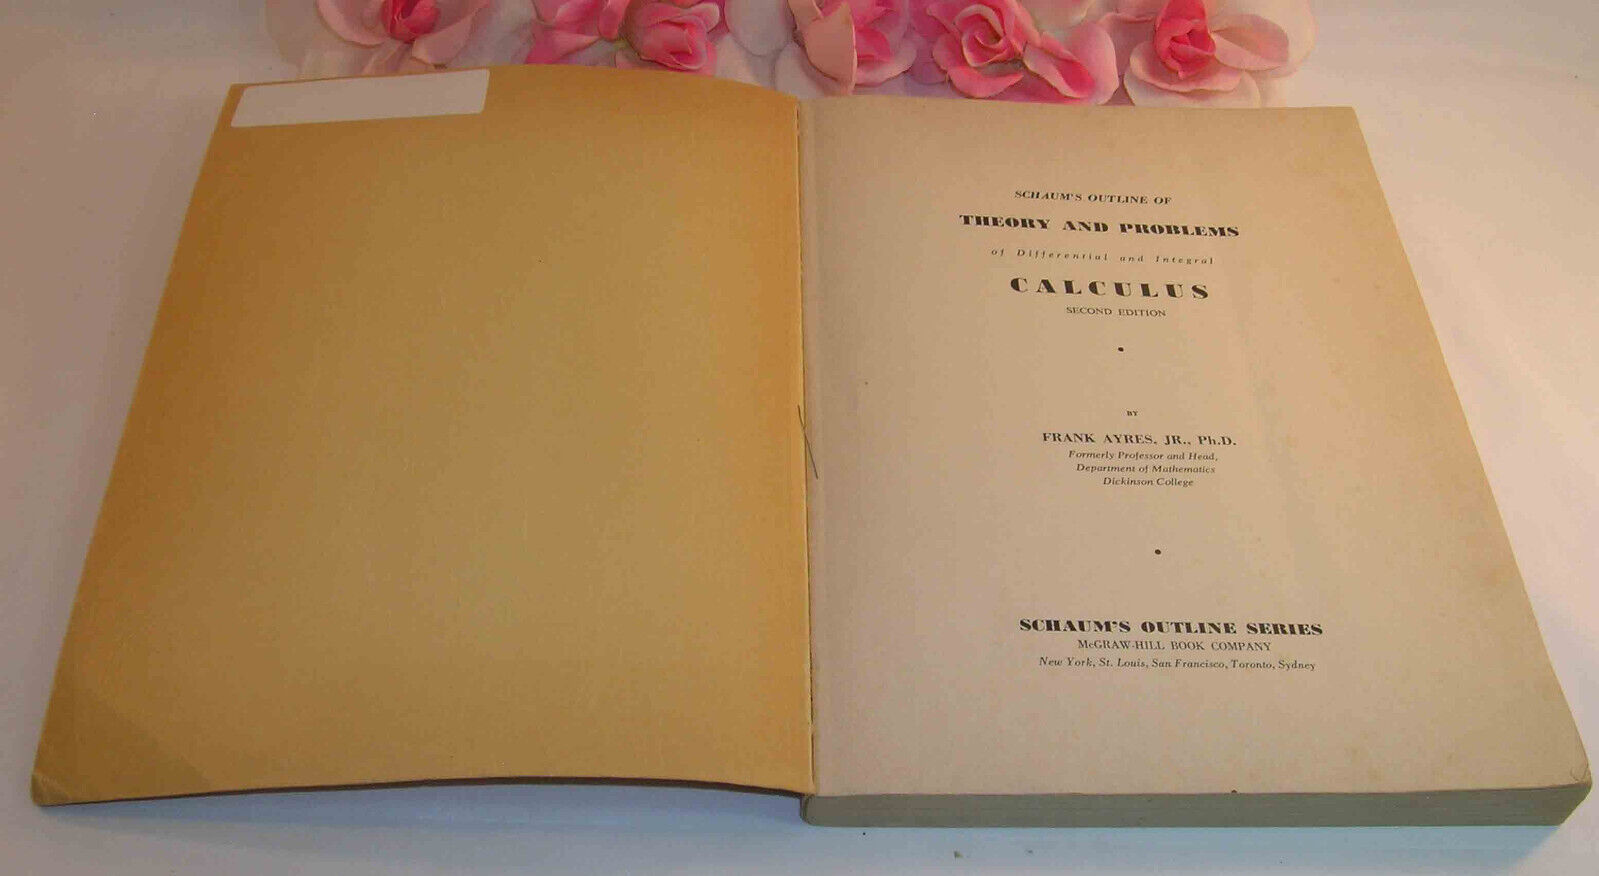 SCHAUM'S OUTLINE OF
THEORY AND PROBLEMS
of Differential and Integral
CALCULUS
SECOND EDITION
BY
FRANK AYRES, JR., Ph.D.
Formerly Professor and Head,
Department of Mathematics
Dickinson College
SCHAUM'S OUTLINE SERIES
McGRAW-HILL BOOK COMPANY
New York, St. Louis, San Francisco, Toronto, Sydney